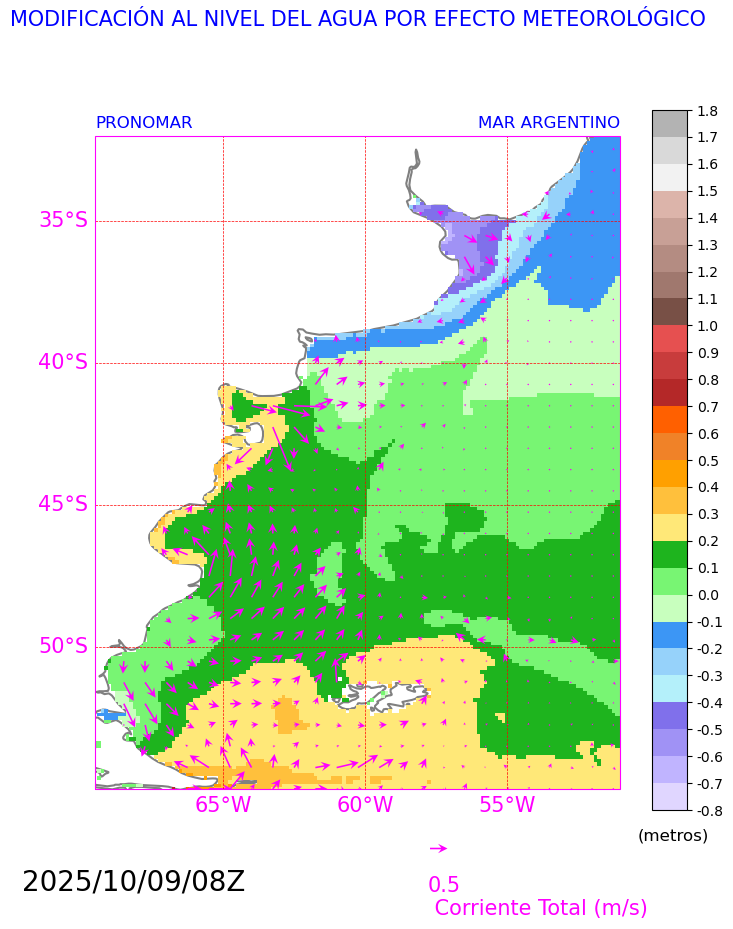 MODIFICACIÓN AL NIVEL DEL AGUA POR EFECTO METEOROLÓGICO
PRONOMAR MAR ARGENTINO
1.8
1.7
1.6
1.5
1.4
1.3
1.2
1.1
1.0
0.9
0.8
0.7
0.6
0.5
0.4
0.3
0.2
0.1
0.0
-0.1
-0.2
-0.3
-0.4
-0.5
-0.6
-0.7
-0.8
(metros)
35°S
40°S
45°S
50°S
65°W 60°W 55°W
2025/10/09/08Z
0.5
Corriente Total (m/s)